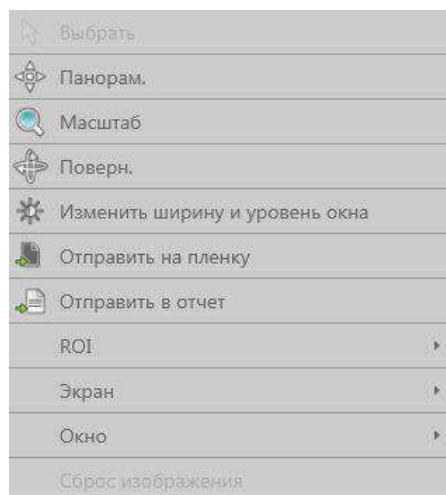 Выбрать
Панорам.
Масштаб
Поверн.
Изменить ширину и уровень окна
Отправить на пленку
Отправить в отчет
ROI
Экран
Окно
Сброс изображения